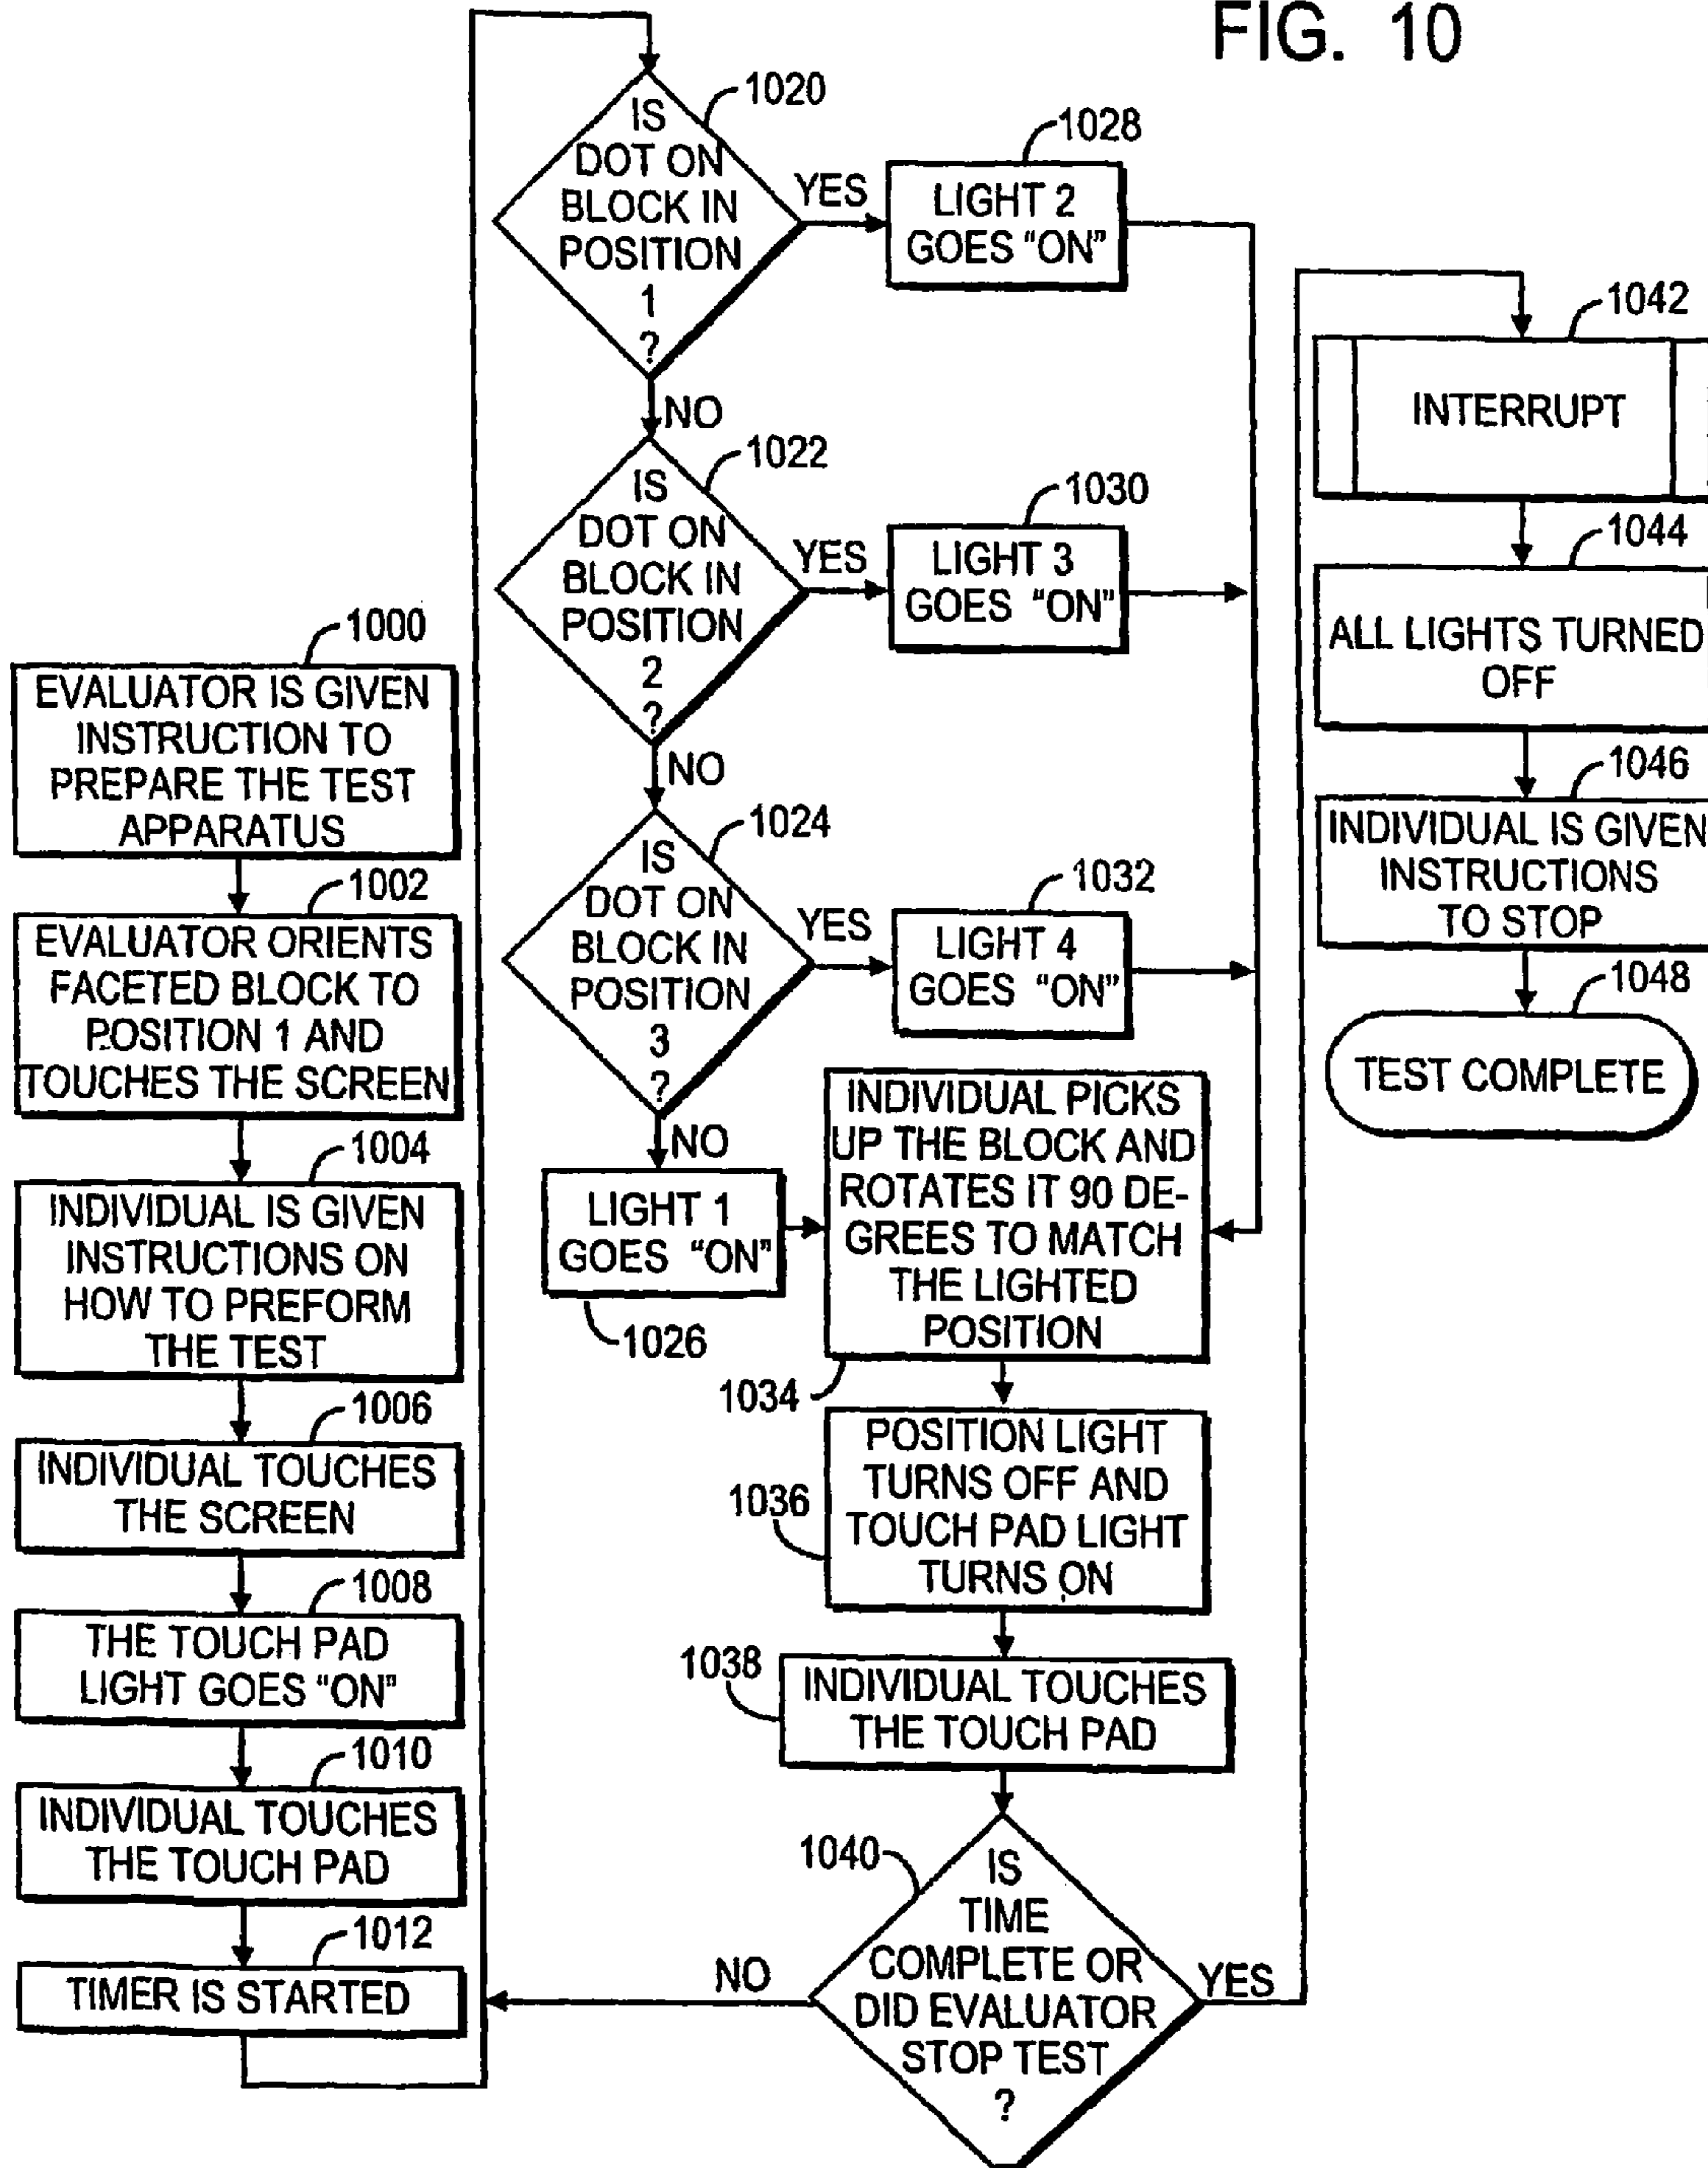 FIG. 10
1000
EVALUATOR IS GIVEN
INSTRUCTION TO
PREPARE THE TEST
APPARATUS
1002
EVALUATOR ORIENTS
FACETED BLOCK TO
POSITION 1 AND
TOUCHES THE SCREEN
1004
INDIVIDUAL IS GIVEN
INSTRUCTIONS ON
HOW TO PREFORM
THE TEST
1006
INDIVIDUAL TOUCHES
THE SCREEN
1008
THE TOUCH PAD
LIGHT GOES “ON”
1010
INDIVIDUAL TOUCHES
THE TOUCH PAD
1012
TIMER IS STARTED
1020
IS
DOT ON
BLOCK IN
POSITION
1
?
YES
1028
LIGHT 2
GOES “ON”
NO
1022
IS
DOT ON
BLOCK IN
POSITION
2
?
YES
1030
LIGHT 3
GOES “ON”
NO
1024
IS
DOT ON
BLOCK IN
POSITION
3
?
YES
1032
LIGHT 4
GOES “ON”
NO
LIGHT 1
GOES “ON”
1026
INDIVIDUAL PICKS
UP THE BLOCK AND
ROTATES IT 90 DE-
GREES TO MATCH
THE LIGHTED
POSITION
1034
POSITION LIGHT
TURNS OFF AND
TOUCH PAD LIGHT
TURNS ON
1036
1038
INDIVIDUAL TOUCHES
THE TOUCH PAD
1040
IS
TIME
COMPLETE OR
DID EVALUATOR
STOP TEST
?
NO
YES
1042
INTERRUPT
1044
ALL LIGHTS TURNED
OFF
1046
INDIVIDUAL IS GIVEN
INSTRUCTIONS
TO STOP
1048
TEST COMPLETE